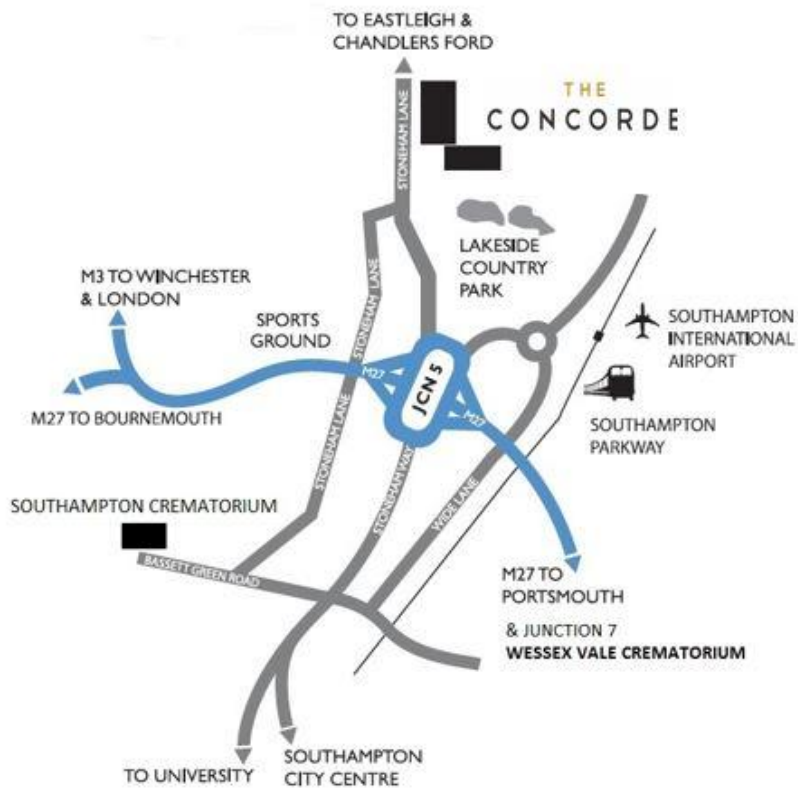 TO EASTLEIGH &
CHANDLERS FORD
STONEHAM LANE
THE
CONCORDE
LAKESIDE
COUNTRY
PARK
M3 TO WINCHESTER
& LONDON
SPORTS
GROUND
STONEHAM LANE
SOUTHAMPTON
INTERNATIONAL
AIRPORT
M27
JCN 5
M27
M27 TO BOURNEMOUTH
SOUTHAMPTON
PARKWAY
STONEHAM LANE
STONEHAM WAY
WIDE LANE
SOUTHAMPTON CREMATORIUM
BASSETT GREEN ROAD
M27 TO
PORTSMOUTH
& JUNCTION 7
WESSEX VALE CREMATORIUM
TO UNIVERSITY
SOUTHAMPTON
CITY CENTRE